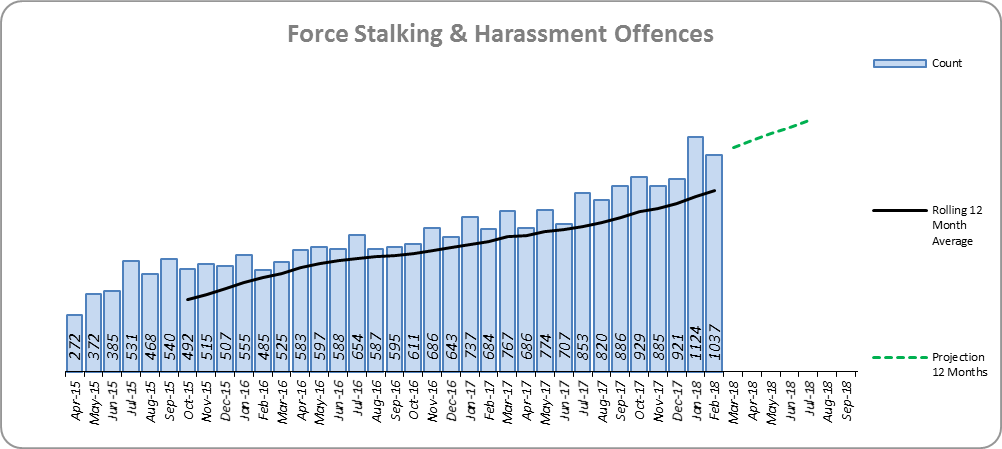 Force Stalking & Harassment Offences
Count
Rolling 12
Month
Average
Projection
12 Months
272
372
385
531
468
540
492
515
507
555
485
525
583
597
588
654
587
595
611
686
643
737
684
767
686
774
707
853
820
886
929
885
921
1124
1037
Apr-15
May-15
Jun-15
Jul-15
Aug-15
Sep-15
Oct-15
Nov-15
Dec-15
Jan-16
Feb-16
Mar-16
Apr-16
May-16
Jun-16
Jul-16
Aug-16
Sep-16
Oct-16
Nov-16
Dec-16
Jan-17
Feb-17
Mar-17
Apr-17
May-17
Jun-17
Jul-17
Aug-17
Sep-17
Oct-17
Nov-17
Dec-17
Jan-18
Feb-18
Mar-18
Apr-18
May-18
Jun-18
Jul-18
Aug-18
Sep-18